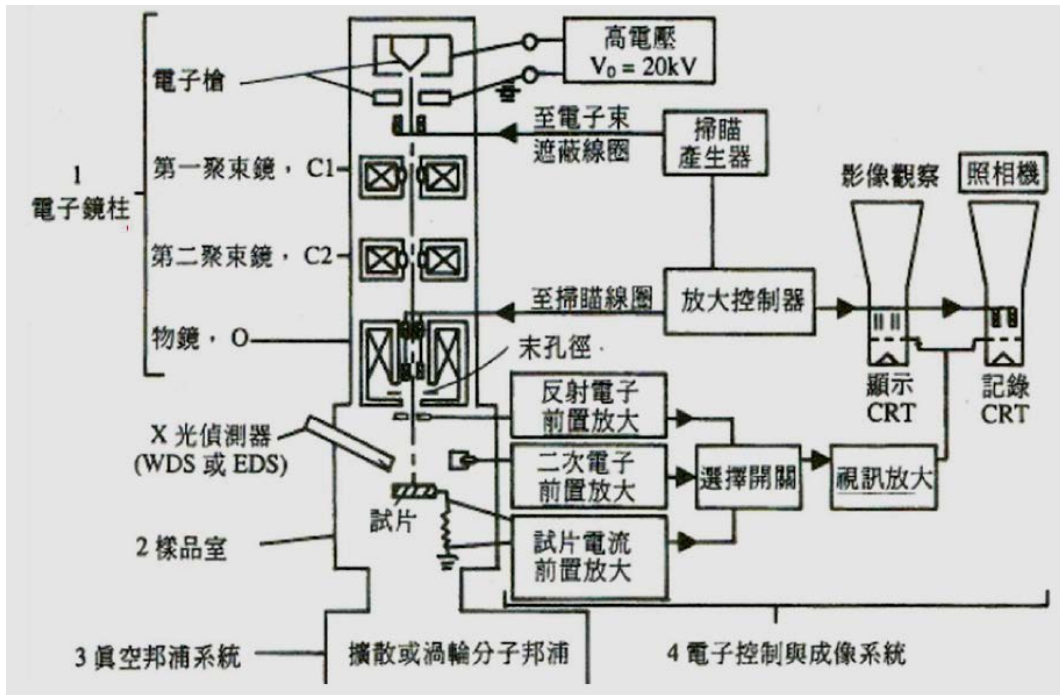 高電壓
V₀ = 20kV
電子槍
至電子束
遮蔽線圈
掃瞄
產生器
1
電子鏡柱
第一聚束鏡，C1
影像觀察
照相機
第二聚束鏡，C2
至掃瞄線圈
放大控制器
物鏡，O
末孔徑
顯示
CRT
記錄
CRT
反射電子
前置放大
X光偵測器
(WDS 或 EDS)
二次電子
前置放大
選擇開關
視訊放大
試片
試片電流
前置放大
2 樣品室
3 眞空邦浦系統
擴散或渦輪分子邦浦
4 電子控制與成像系統